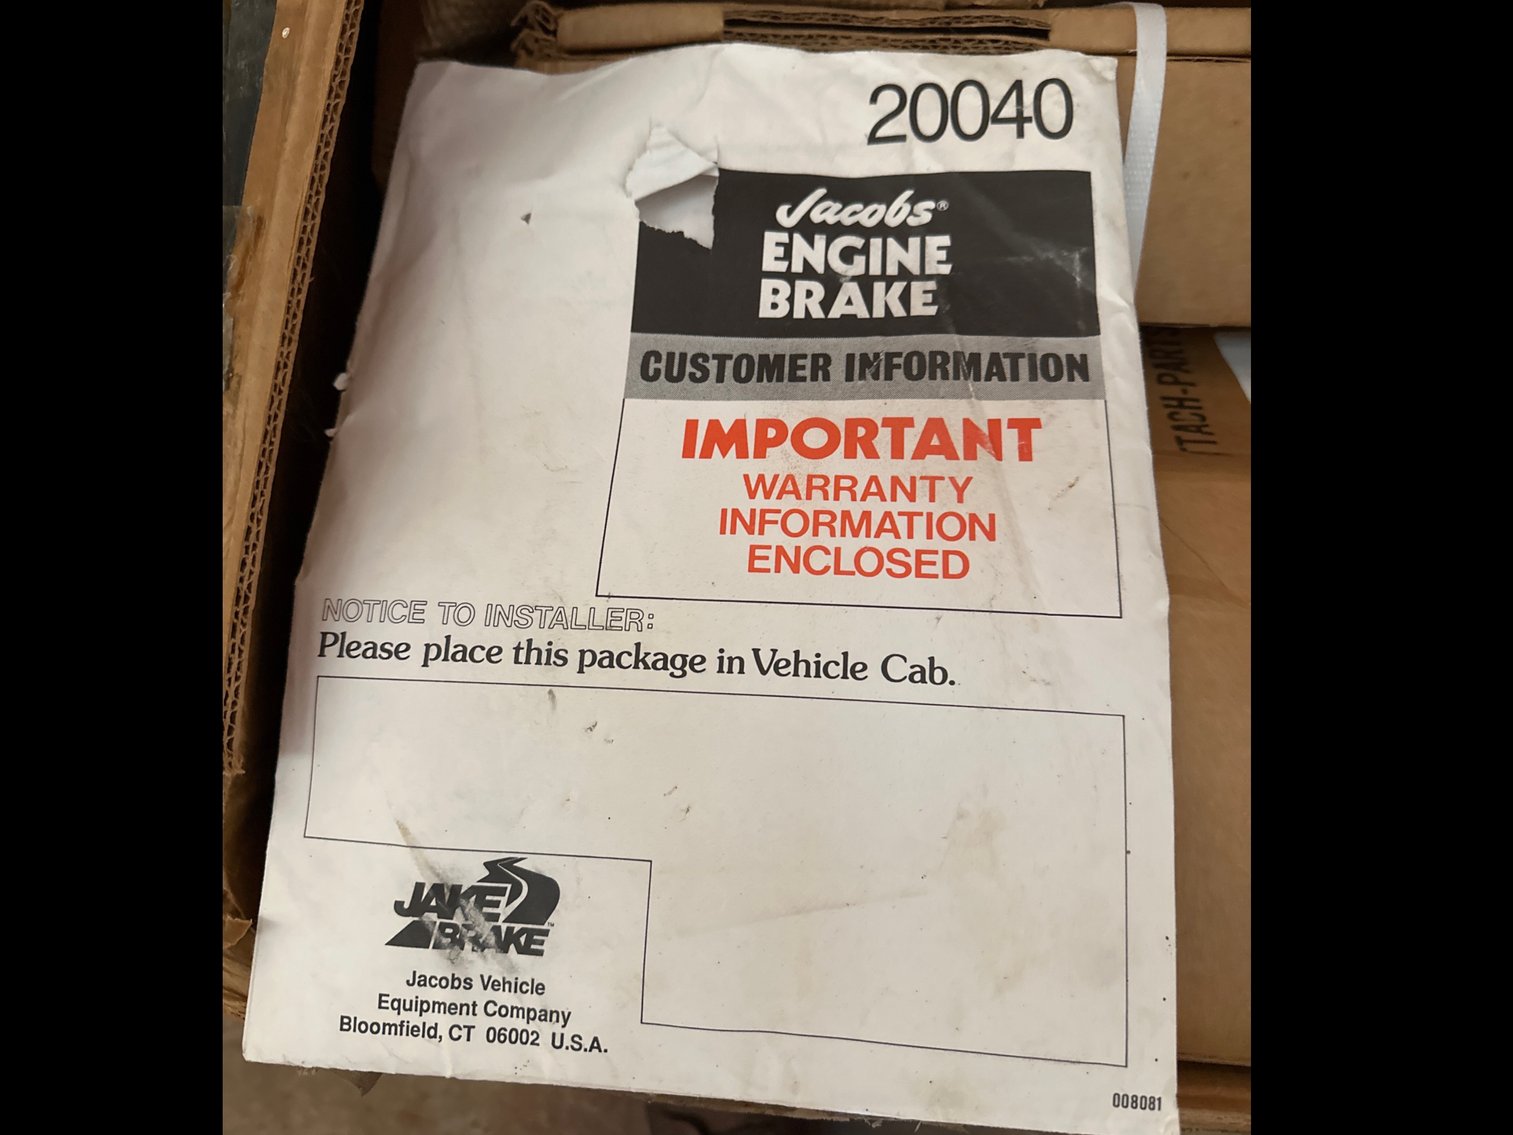 20040
Jacobs®
ENGINE
BRAKE
CUSTOMER INFORMATION
IMPORTANT
WARRANTY
INFORMATION
ENCLOSED
NOTICE TO INSTALLER:
Please place this package in Vehicle Cab.
JAKE
BRAKE™
Jacobs Vehicle
Equipment Company
Bloomfield, CT 06002 U.S.A.
008081